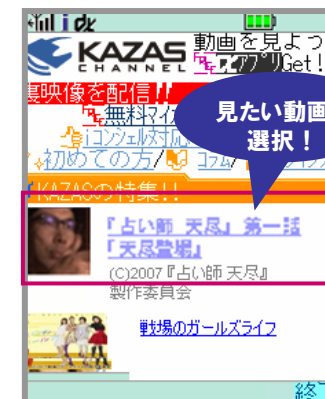 i
KAZAS
CHANNEL
動画を見よっ
アプリGet!
映像を配信!!
無料マイ
iコンシェル対応
初めての方/
コラム/
見たい動画
選択!
KAZASの特集!!
『占い師 天尽』 第一話
「天尽登場」
(C)2007『占い師 天尽』
製作委員会
戦場のガールズライフ
終